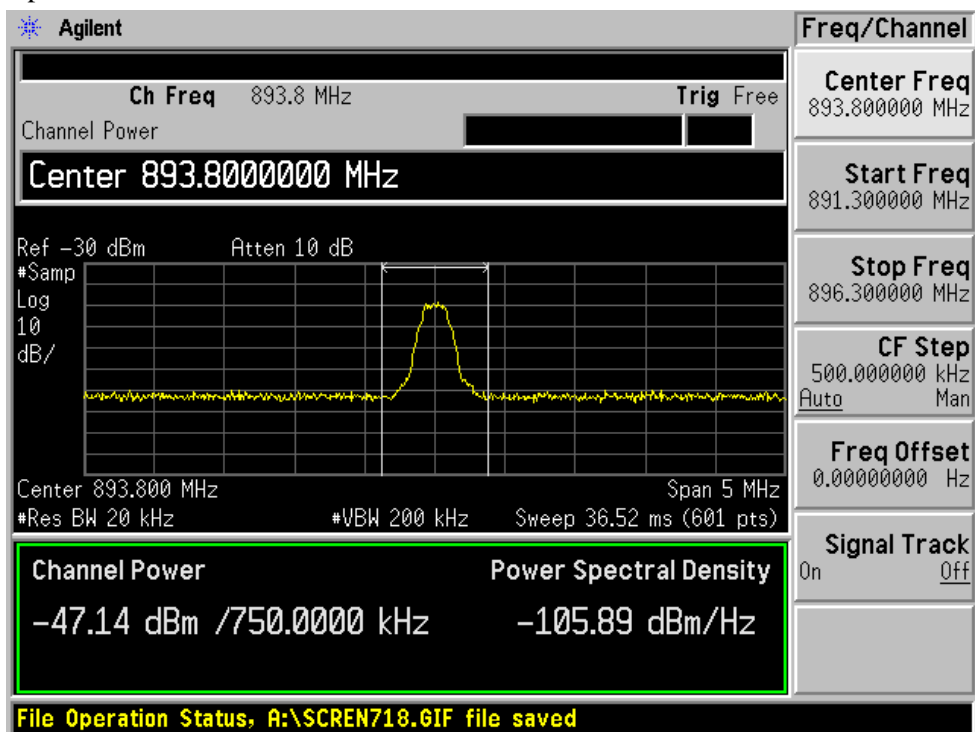 Agilent
Freq/Channel
Ch Freq 893.8 MHz Trig Free
Channel Power
Center 893.8000000 MHz
Ref -30 dBm Atten 10 dB
#Samp
Log
10
dB/
Center 893.800 MHz Span 5 MHz
#Res BW 20 kHz #VBW 200 kHz Sweep 36.52 ms (601 pts)
Channel Power Power Spectral Density
-47.14 dBm /750.0000 kHz -105.89 dBm/Hz
File Operation Status, A:\SCREN718.GIF file saved
Center Freq
893.800000 MHz
Start Freq
891.300000 MHz
Stop Freq
896.300000 MHz
CF Step
500.000000 kHz
Auto Man
Freq Offset
0.00000000 Hz
Signal Track
On Off